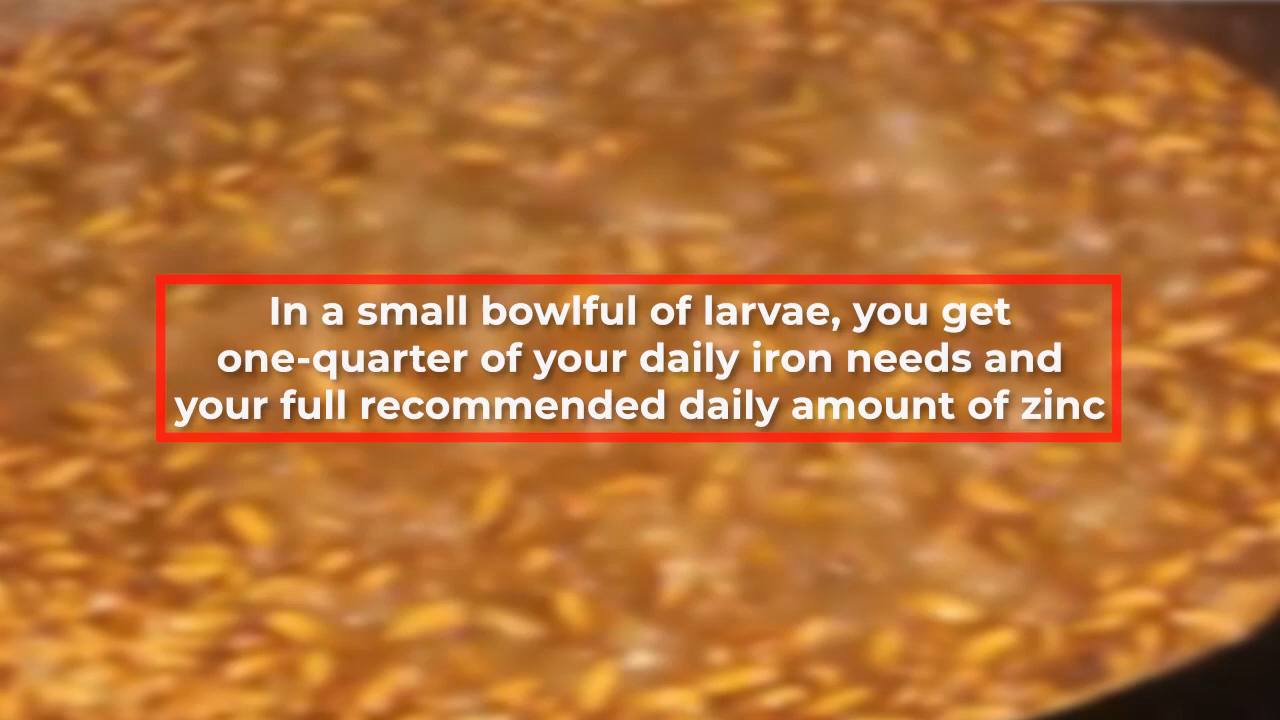 In a small bowlful of larvae, you get
one-quarter of your daily iron needs and
your full recommended daily amount of zinc